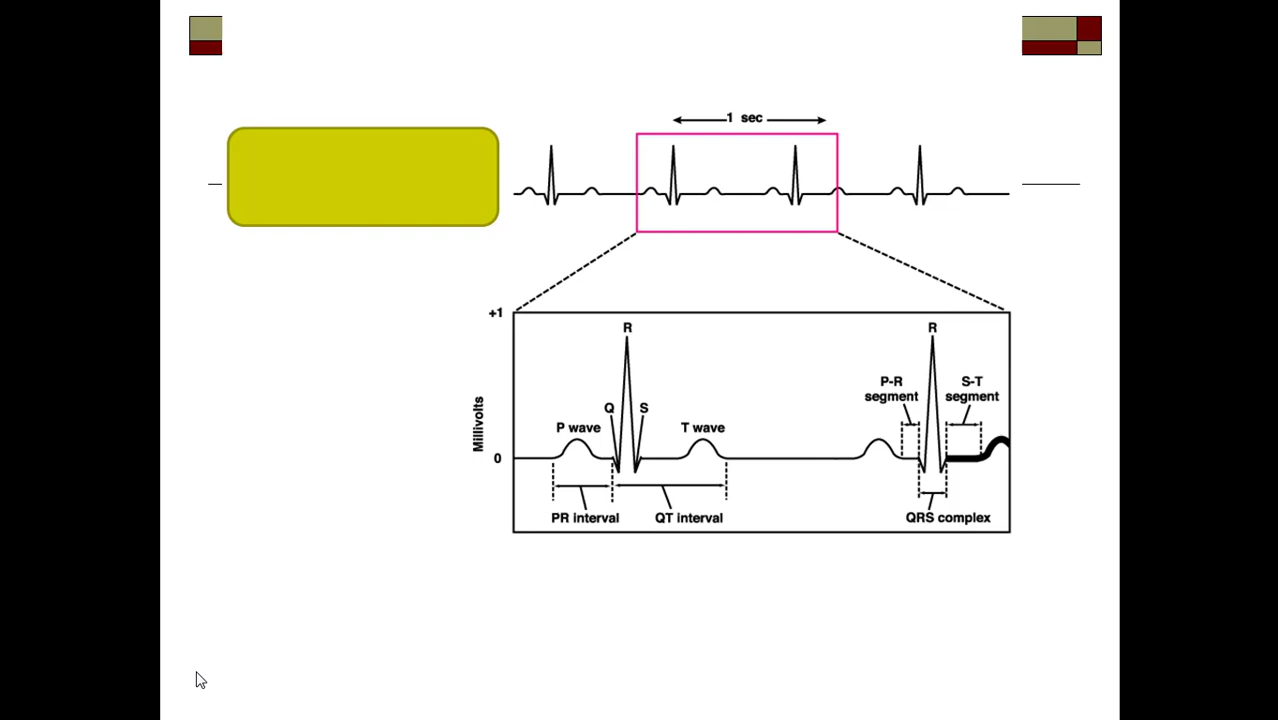 1 sec
+1
R
R
P-R
segment
S-T
segment
Q
S
P wave
T wave
Millivolts
0
PR interval
QT interval
QRS complex